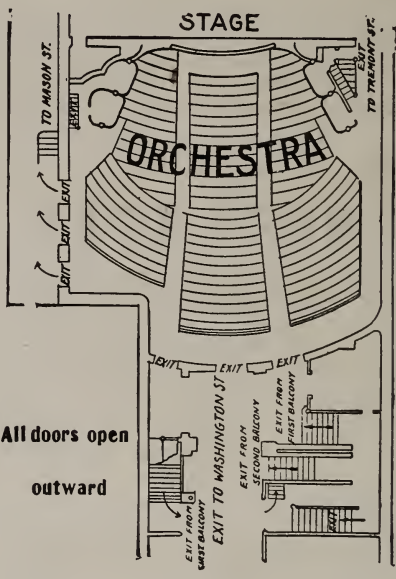 STAGE
TO MASON ST.
EXIT
TO TREMONT ST.
ORCHESTRA
EXIT
EXIT
EXIT
EXIT
EXIT
EXIT
All doors open
outward
EXIT TO WASHINGTON ST
EXIT FROM
SECOND BALCONY
EXIT FROM
FIRST BALCONY
EXIT FROM
FIRST BALCONY
EXIT